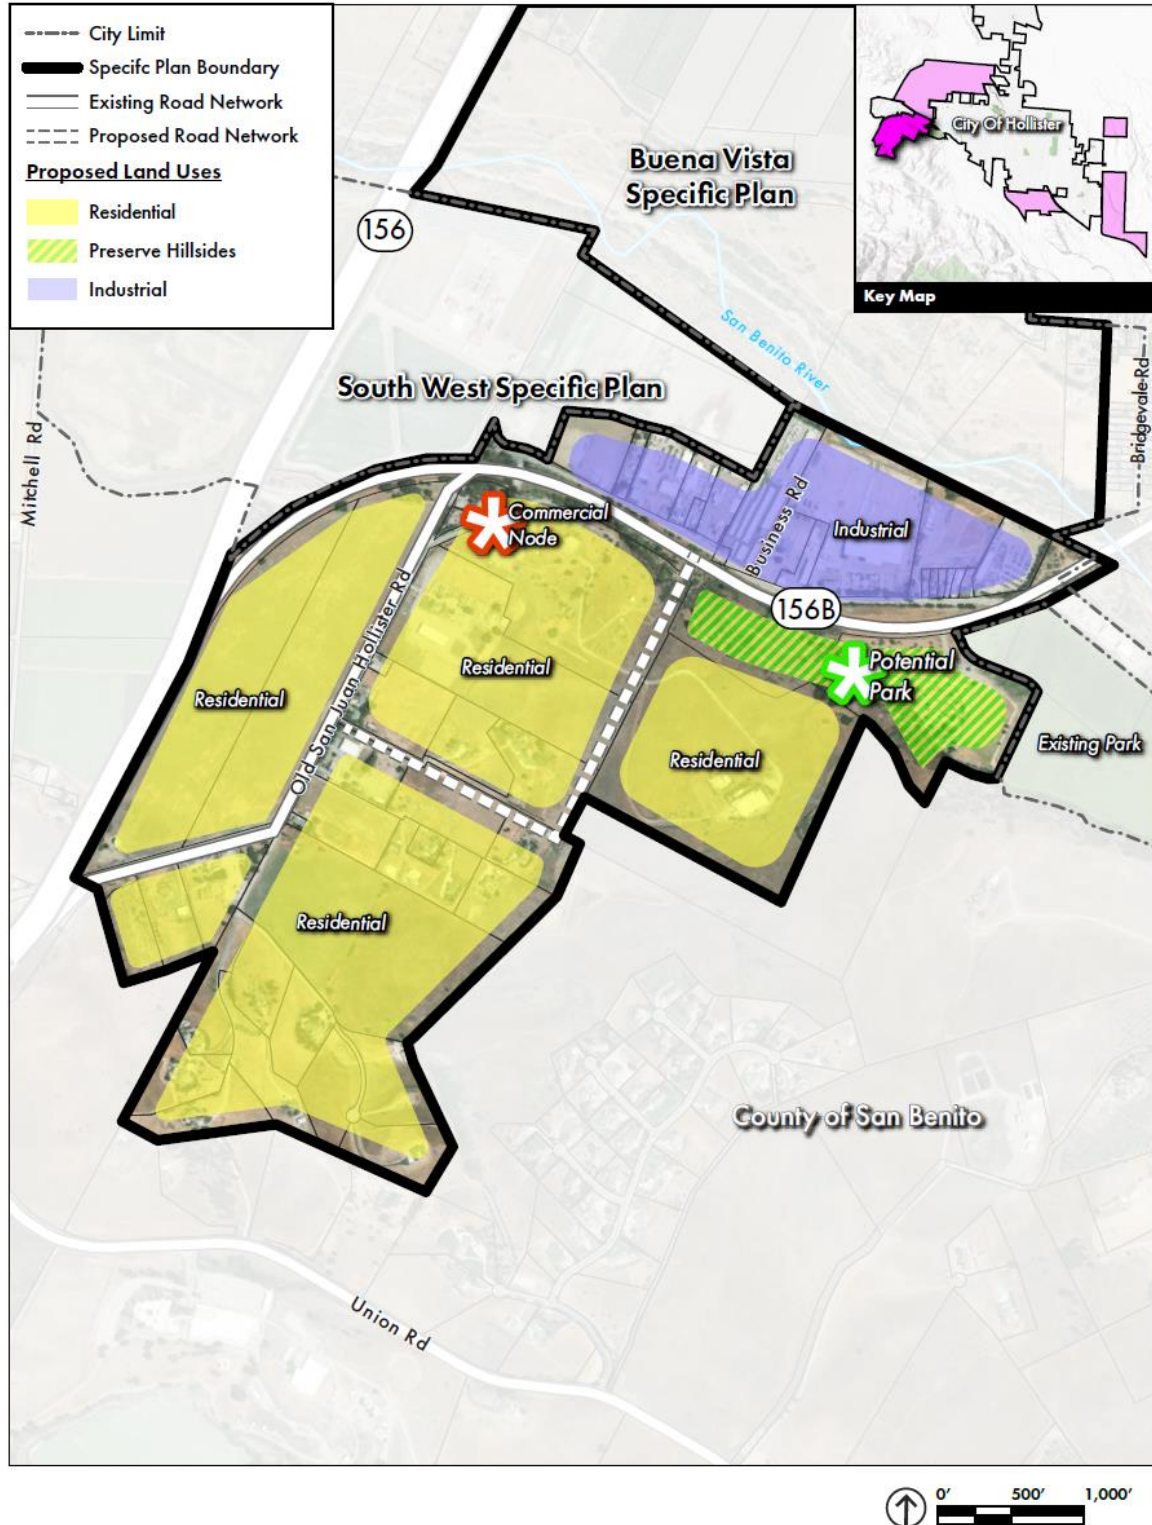 City Limit
Specifc Plan Boundary
Existing Road Network
Proposed Road Network
Proposed Land Uses
Residential
Preserve Hillsides
Industrial
City Of Hollister
Key Map
Buena Vista
Specific Plan
156
San Benito River
Bridgevale Rd
Mitchell Rd
South West Specific Plan
Commercial
Node
Business Rd
Industrial
156B
Old San Juan Hollister Rd
Residential
Residential
Potential
Park
Residential
Existing Park
Residential
County of San Benito
Union Rd
0' 500' 1,000'